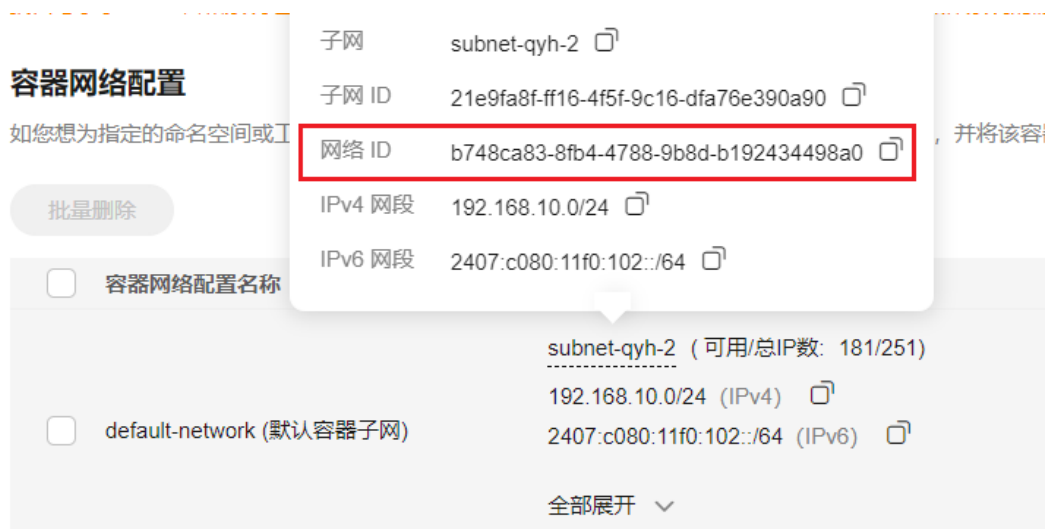 子网 subnet-qyh-2
容器网络配置
子网 ID 21e9fa8f-ff16-4f5f-9c16-dfa76e390a90
如您想为指定的命名空间或工
网络 ID b748ca83-8fb4-4788-9b8d-b192434498a0
，并将该容
批量删除
IPv4 网段 192.168.10.0/24
IPv6 网段 2407:c080:11f0:102::/64
容器网络配置名称
subnet-qyh-2 ( 可用/总IP数: 181/251)
192.168.10.0/24 (IPv4)
default-network (默认容器子网)
2407:c080:11f0:102::/64 (IPv6)
全部展开